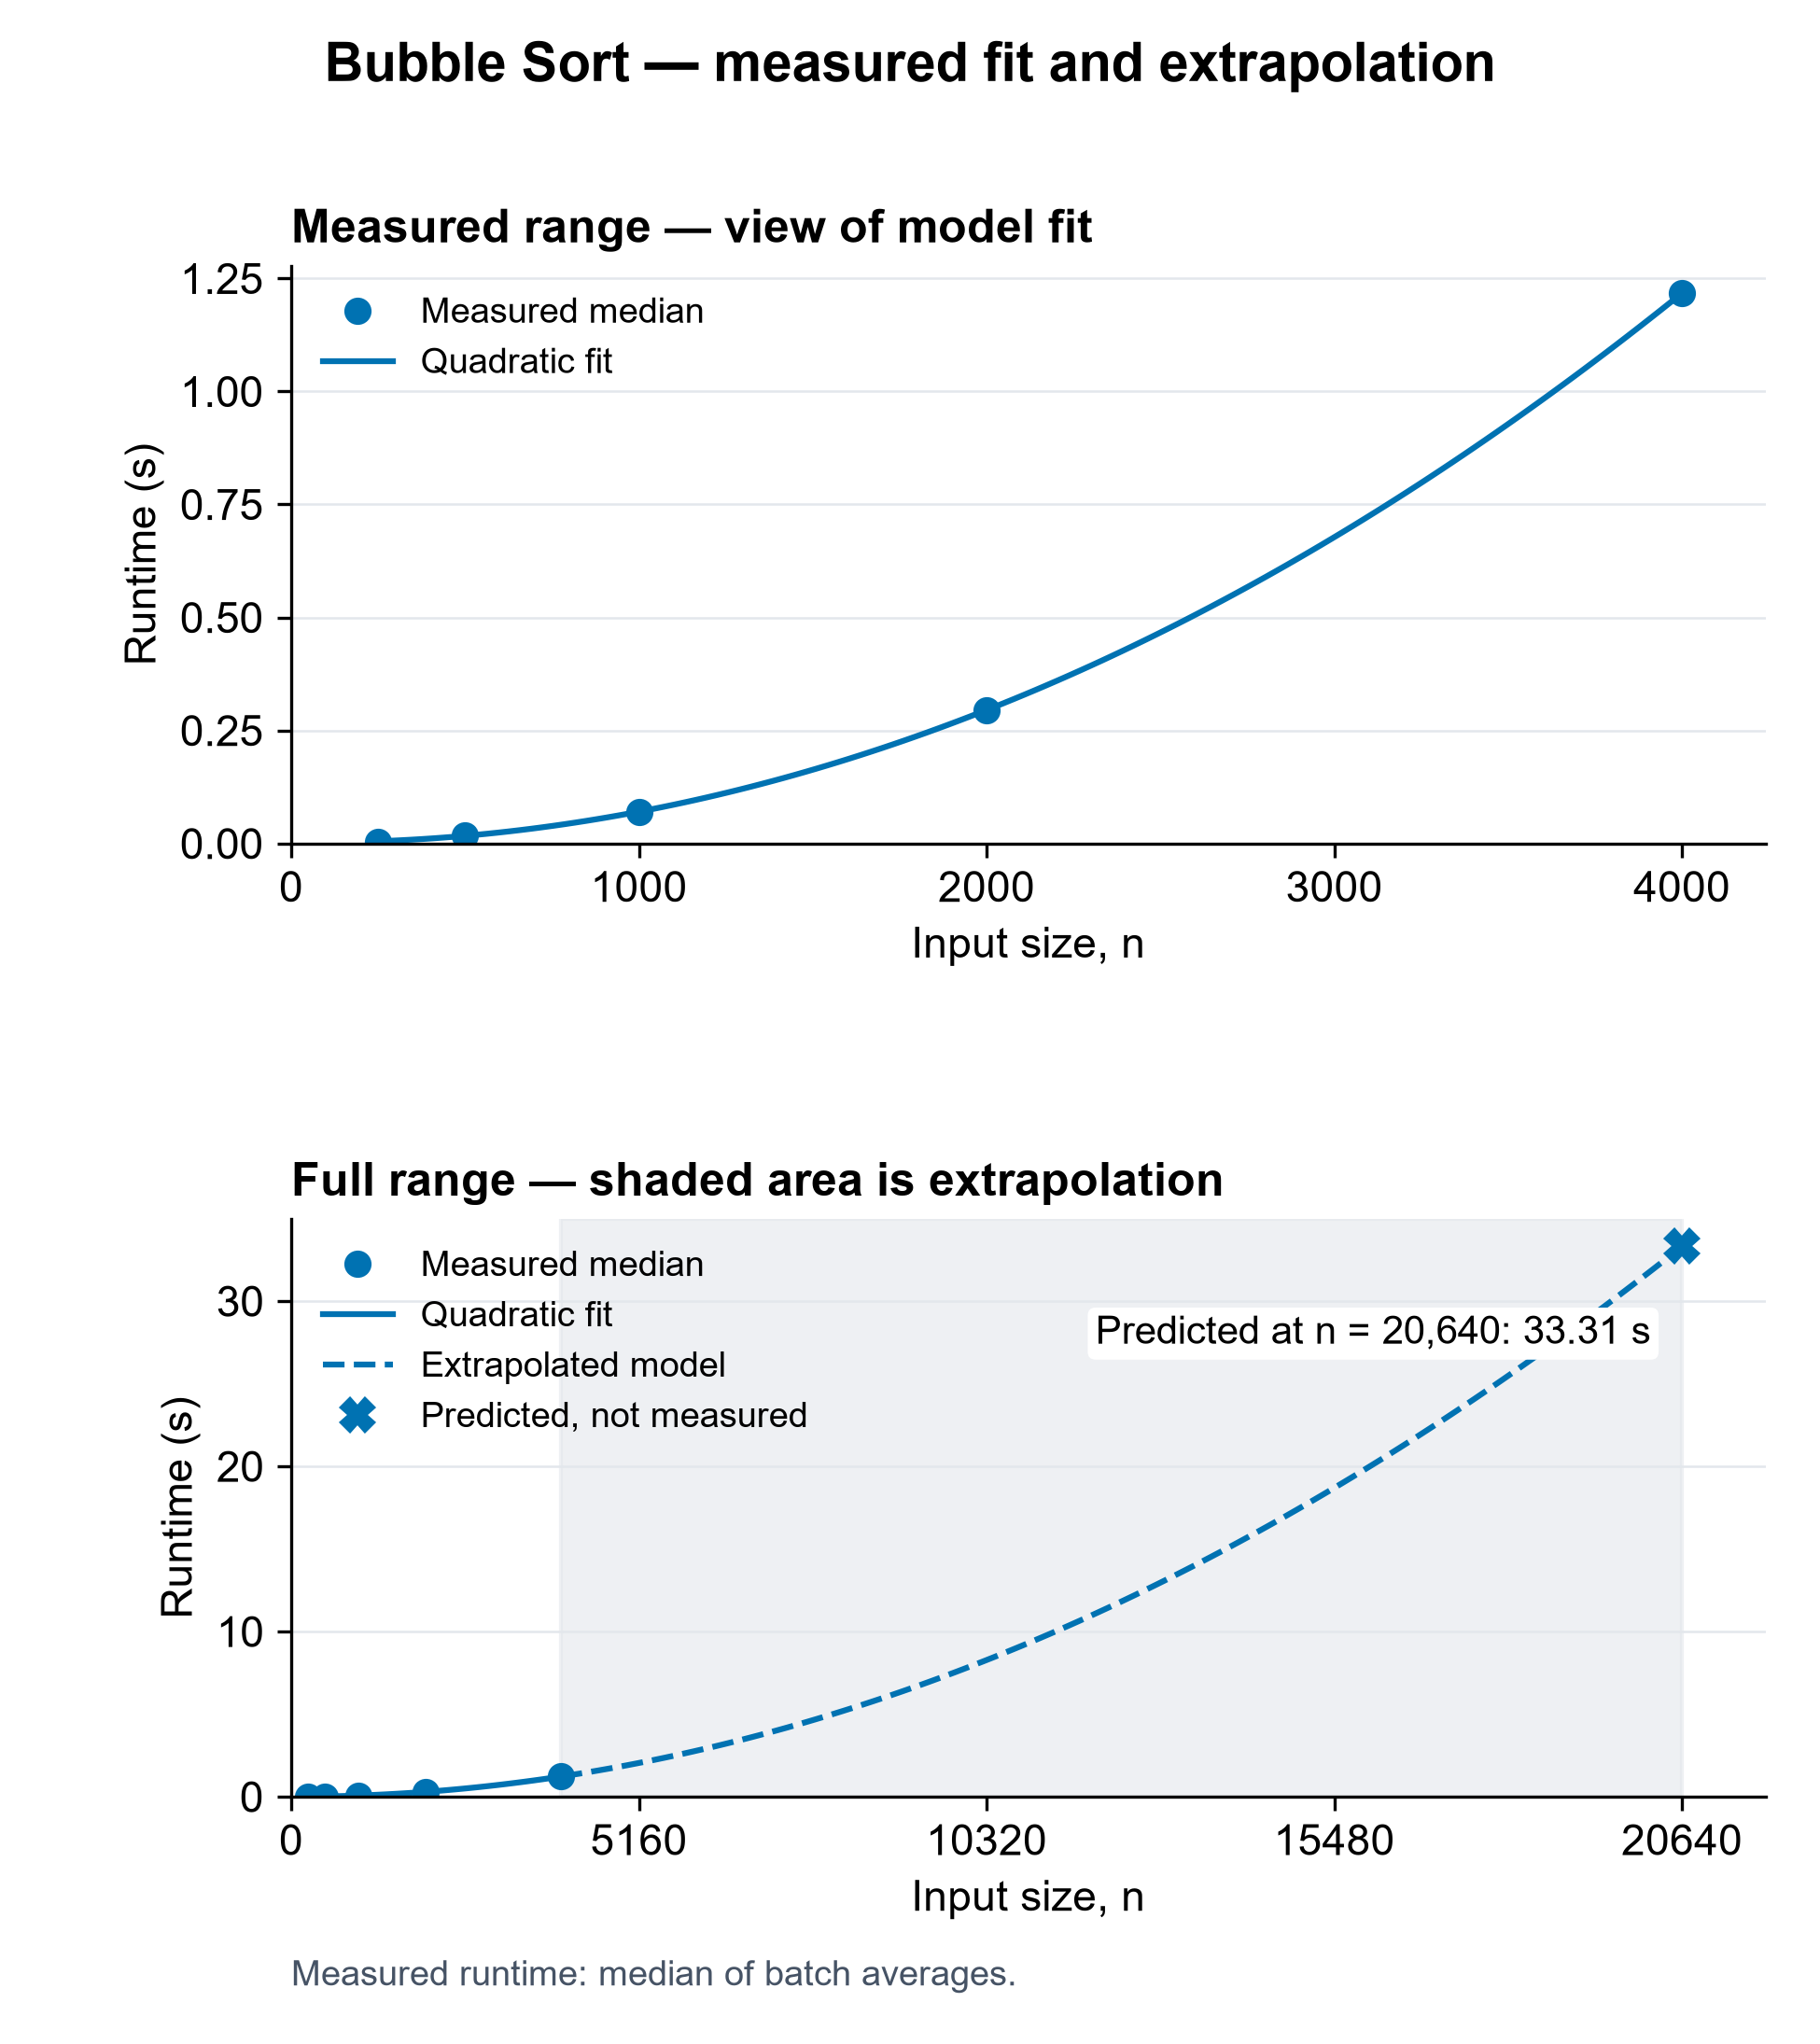 Bubble Sort — measured fit and extrapolation
Measured range — view of model fit
1.25
1.00
0.75
0.50
0.25
0.00
Runtime (s)
Measured median
Quadratic fit
0
1000
2000
3000
4000
Input size, n
Full range — shaded area is extrapolation
30
20
10
0
Runtime (s)
Measured median
Quadratic fit
Extrapolated model
Predicted, not measured
Predicted at n = 20,640: 33.31 s
0
5160
10320
15480
20640
Input size, n
Measured runtime: median of batch averages.